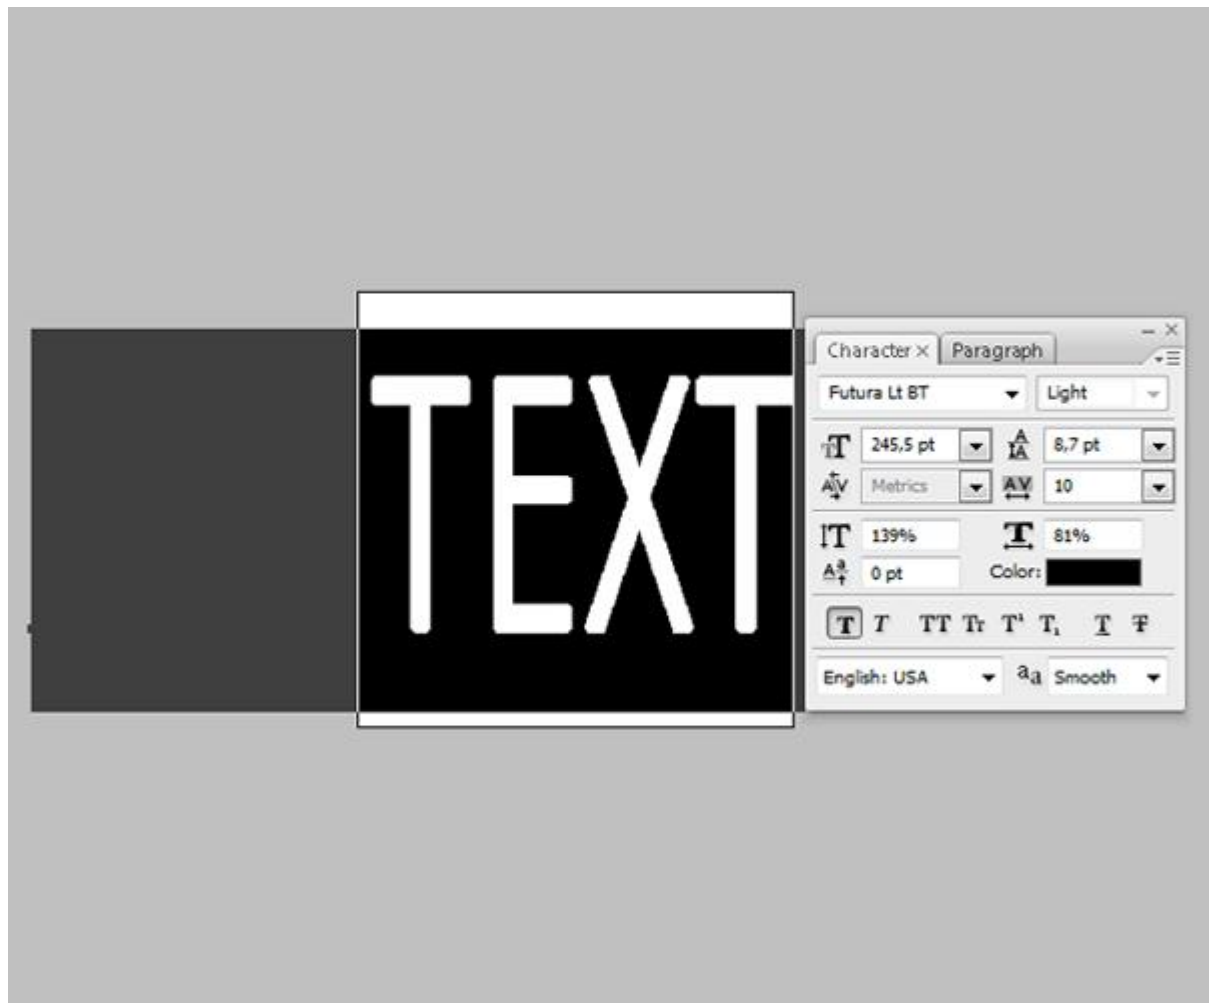 TEXT
Character × Paragraph
Futura Lt BT Light
245,5 pt 8,7 pt
Metrics 10
139% 81%
0 pt Color:
T T TT Tr T¹ T₁ T T
English: USA aa Smooth